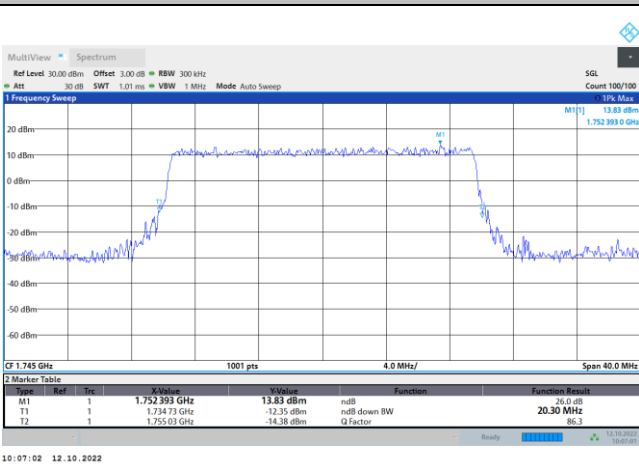 MultiView Spectrum
Ref Level 30.00 dBm Offset 3.00 dB RBW 300 kHz SGL
Att 30 dB SWT 1.01 ms VBW 1 MHz Mode Auto Sweep Count 100/100
1 Frequency Sweep 1Pk Max
M1[1] 13.83 dBm
1.752 393 0 GHz
M1
20 dBm
10 dBm
0 dBm
-10 dBm
-20 dBm
-30 dBm
-40 dBm
-50 dBm
-60 dBm
CF 1.745 GHz 1001 pts 4.0 MHz/ Span 40.0 MHz
2 Marker Table
Type Ref Trc X-Value Y-Value Function Function Result
M1 1 1.752 393 GHz 13.83 dBm ndB 26.0 dB
T1 1 1.734 73 GHz -12.35 dBm ndB down BW 20.30 MHz
T2 1 1.755 03 GHz -14.38 dBm Q Factor 86.3
Ready 12.10.2022
10:07:01
10:07:02 12.10.2022